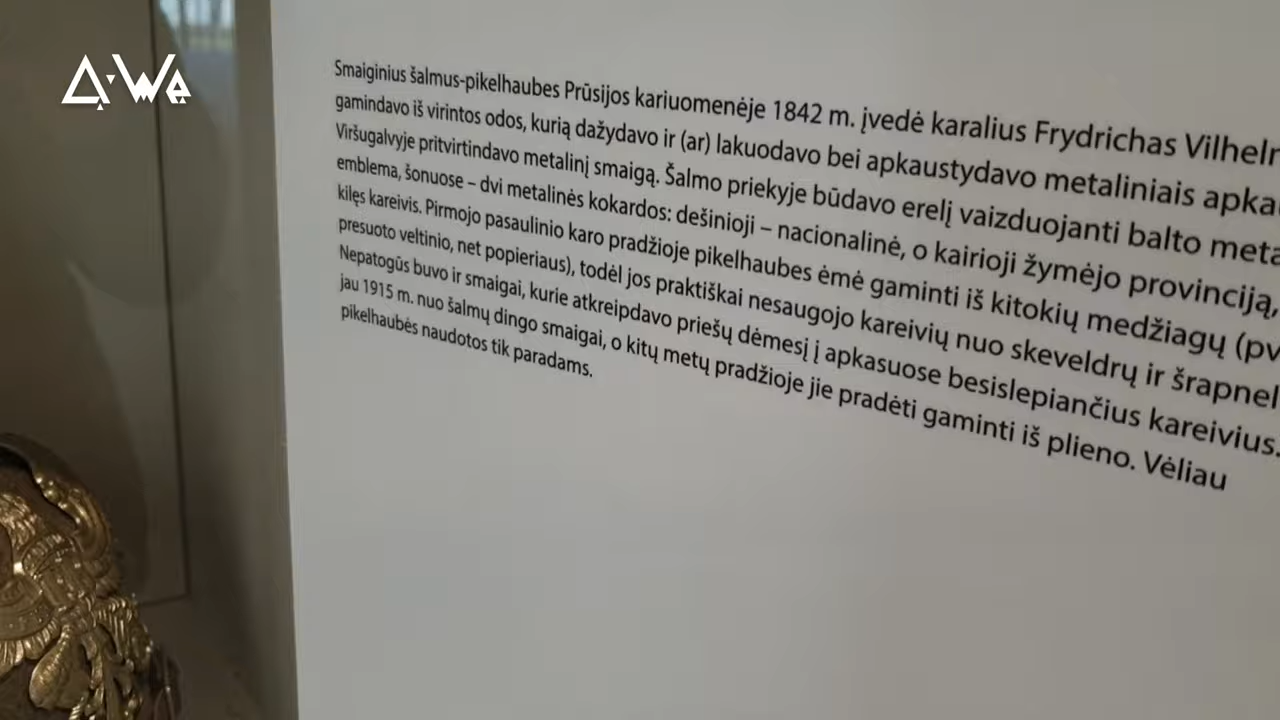 A·Wę
Smaiginius šalmus-pikelhaubes Prūsijos kariuomenėje 1842 m. įvedė karalius Frydrichas
gamindavo iš virintos odos, kurią dažydavo ir (ar) lakuodavo bei apkaustydavo metaliniais
Viršugalvyje pritvirtindavo metalinį smaigą. Šalmo priekyje būdavo erelį vaizduojanti balto
emblema, šonuose – dvi metalinės kokardos: dešinioji – nacionalinė, o kairioji žymėjo provinciją,
kilęs kareivis. Pirmojo pasaulinio karo pradžioje pikelhaubes ėmė gaminti iš kitokių medžiagų (pv
presuoto veltinio, net popieriaus), todėl jos praktiškai nesaugojo kareivių nuo skeveldrų ir
Nepatogūs buvo ir smaigai, kurie atkreipdavo priešų dėmesį į apkasuose besislepiančius kareivius.
Jau 1915 m. nuo šalmų dingo smaigai, o kitų metų pradžioje jie pradėti gaminti iš plieno. Vėliau
pikelhaubės naudotos tik paradams.